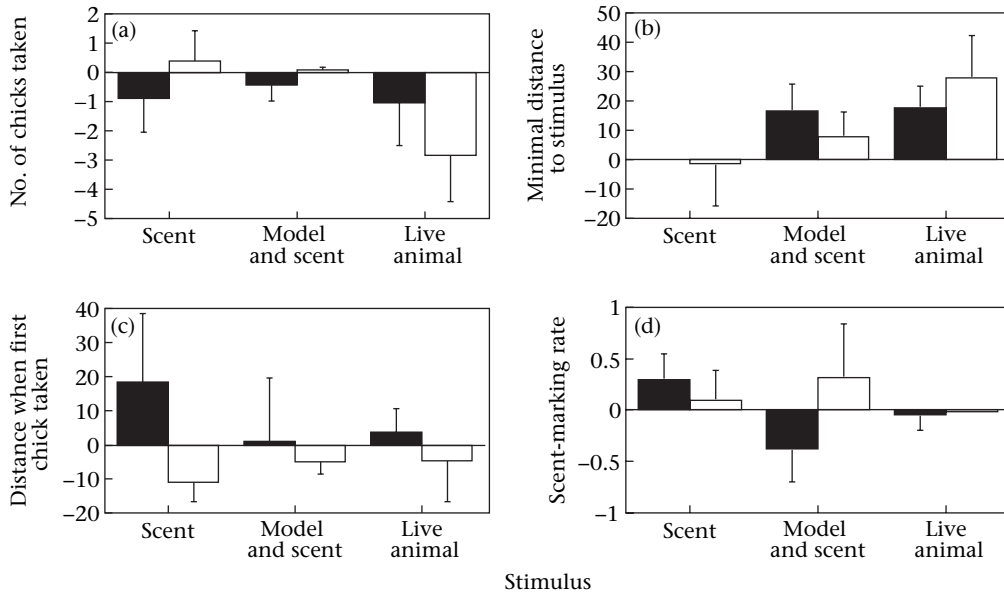 No. of chicks taken
(a)
2
1
0
−1
−2
−3
−4
−5
Scent
Model
and scent
Live
animal
Minimal distance
to stimulus
(b)
50
40
30
20
10
0
−10
−20
Scent
Model
and scent
Live
animal
Distance when first
chick taken
(c)
40
30
20
10
0
−10
−20
Scent
Model
and scent
Live
animal
Scent-marking rate
(d)
1
0.5
0
−0.5
−1
Scent
Model
and scent
Live
animal
Stimulus